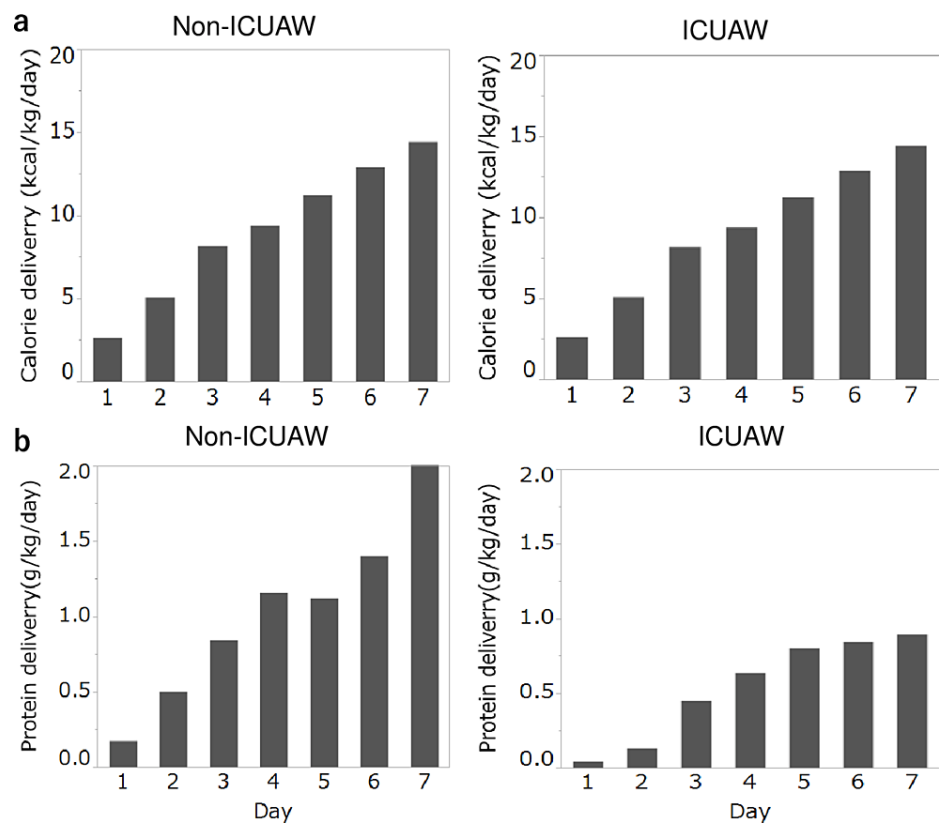 a
Non-ICUAW
ICUAW
Calorie deliverry (kcal/kg/day)
20
15
10
5
0
1 2 3 4 5 6 7
Calorie deliverry (kcal/kg/day)
20
15
10
5
0
1 2 3 4 5 6 7
b
Non-ICUAW
ICUAW
Protein deliverry(g/kg/day)
2.0
1.5
1.0
0.5
0.0
1 2 3 4 5 6 7
Day
Protein deliverry(g/kg/day)
2.0
1.5
1.0
0.5
0.0
1 2 3 4 5 6 7
Day